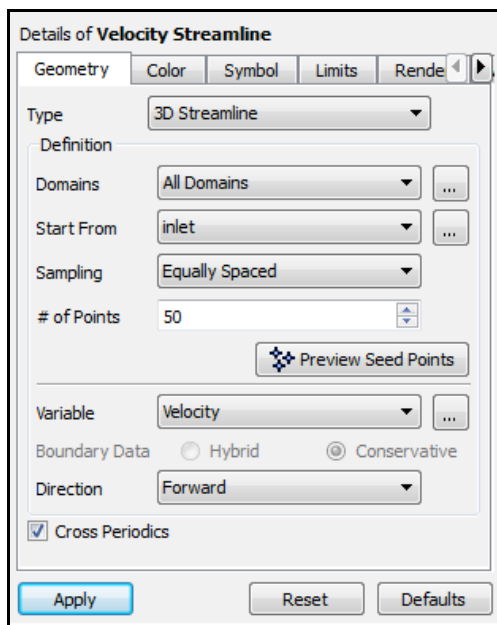 Details of Velocity Streamline
Geometry Color Symbol Limits
Type 3D Streamline
Definition
Domains All Domains ...
Start From inlet ...
Sampling Equally Spaced
# of Points 50
Preview Seed Points
Variable Velocity ...
Boundary Data Hybrid Conservative
Direction Forward
Cross Periodics
Apply Reset Defaults